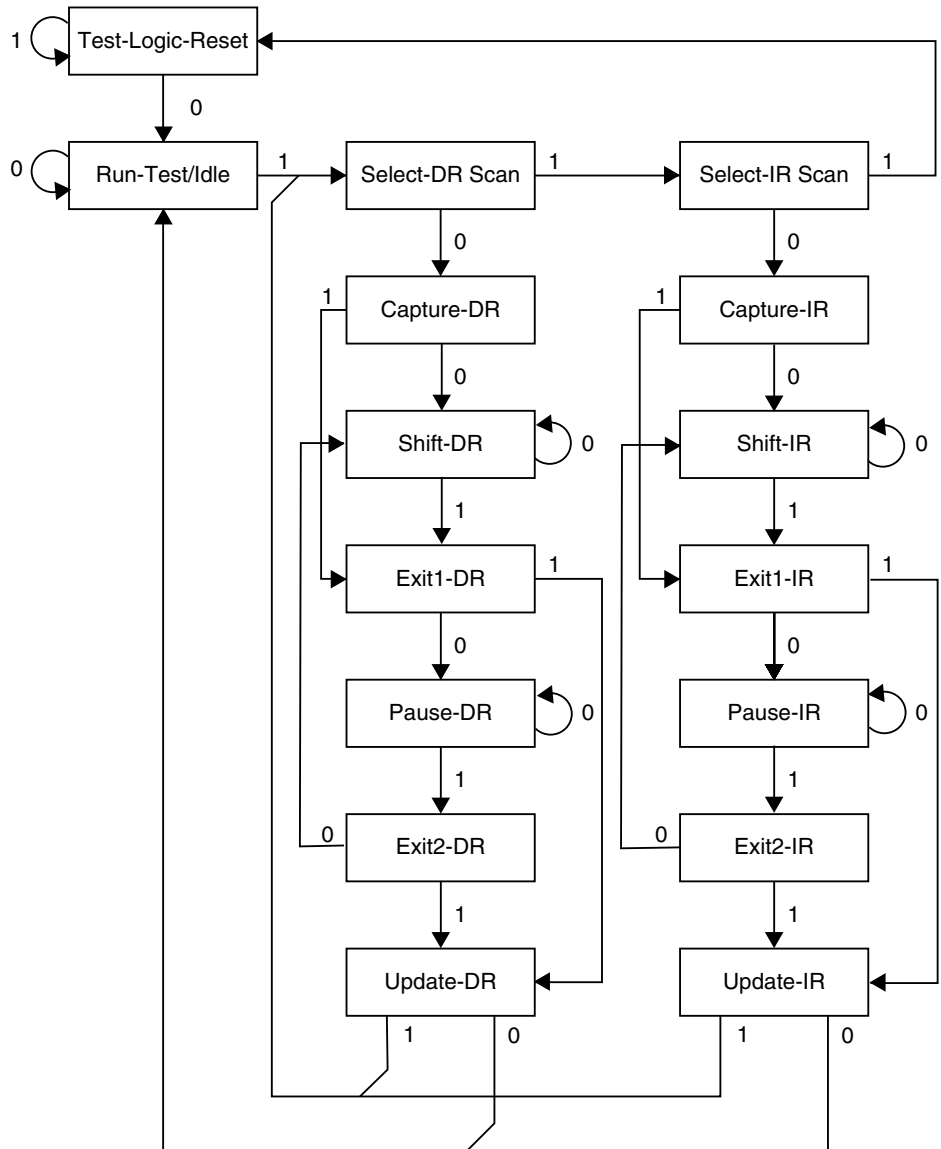 Test-Logic-Reset
1
0
Run-Test/Idle
0
1
Select-DR Scan
1
Select-IR Scan
1
0
0
Capture-DR
1
Capture-IR
1
0
0
Shift-DR
0
Shift-IR
0
1
1
Exit1-DR
1
Exit1-IR
1
0
0
Pause-DR
0
Pause-IR
0
1
1
Exit2-DR
0
Exit2-IR
0
1
1
Update-DR
Update-IR
1
0
1
0